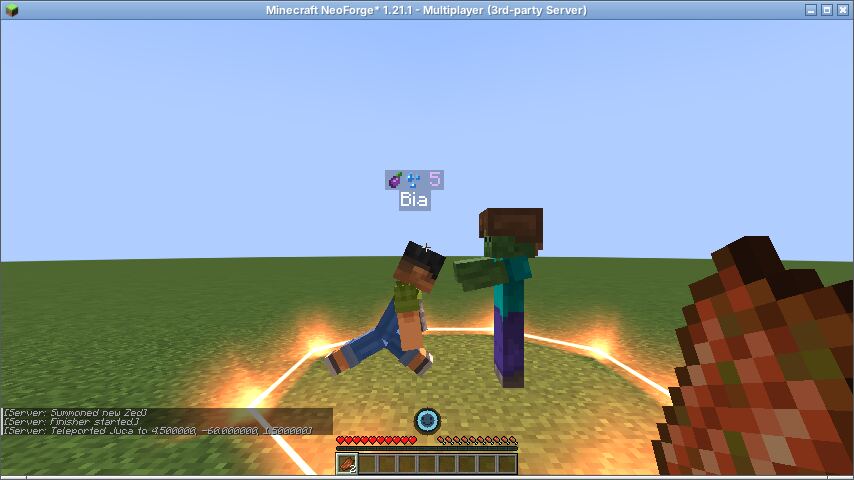 Minecraft NeoForge* 1.21.1 - Multiplayer (3rd-party Server)
5
Bia
[Server: Summoned new Zed]
[Server: Finisher started.]
[Server: Teleported Juca to 4.500000, -60.000000, 1.500000]
2